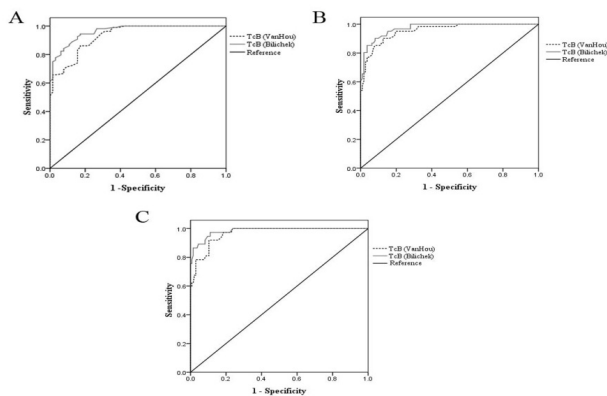 A
1.0
0.8
0.6
0.4
0.2
0.0
Sensitivity
0.0 0.2 0.4 0.6 0.8 1.0
1 -Specificity
TcB (VanHou)
TcB (Bilichek)
Reference
B
1.0
0.8
0.6
0.4
0.2
0.0
Sensitivity
0.0 0.2 0.4 0.6 0.8 1.0
1 - Specificity
TcB (VanHou)
TcB (Bilichek)
Reference
C
1.0
0.8
0.6
0.4
0.2
0.0
Sensitivity
0.0 0.2 0.4 0.6 0.8 1.0
1 - Specificity
TcB (VanHou)
TcB (Bilichek)
Reference